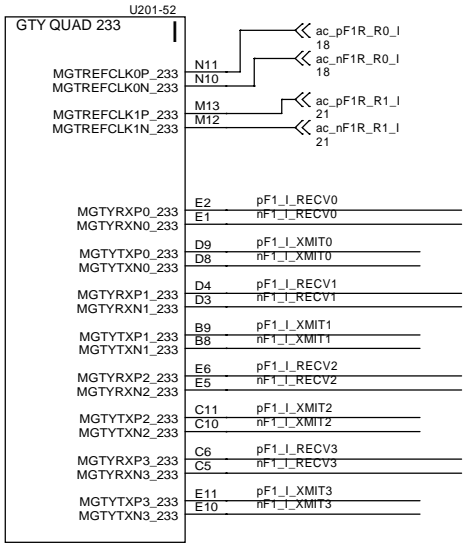 U201-52
GTY QUAD 233
I
MGTREFCLK0P_233 N11 ac_pF1R_R0_I
18
MGTREFCLK0N_233 N10 ac_nF1R_R0_I
18
MGTREFCLK1P_233 M13 ac_pF1R_R1_I
21
MGTREFCLK1N_233 M12 ac_nF1R_R1_I
21
MGTYRXP0_233 E2 pF1_I_RECV0
MGTYRXN0_233 E1 nF1_I_RECV0
MGTYTXP0_233 D9 pF1_I_XMIT0
MGTYTXN0_233 D8 nF1_I_XMIT0
MGTYRXP1_233 D4 pF1_I_RECV1
MGTYRXN1_233 D3 nF1_I_RECV1
MGTYTXP1_233 B9 pF1_I_XMIT1
MGTYTXN1_233 B8 nF1_I_XMIT1
MGTYRXP2_233 E6 pF1_I_RECV2
MGTYRXN2_233 E5 nF1_I_RECV2
MGTYTXP2_233 C11 pF1_I_XMIT2
MGTYTXN2_233 C10 nF1_I_XMIT2
MGTYRXP3_233 C6 pF1_I_RECV3
MGTYRXN3_233 C5 nF1_I_RECV3
MGTYTXP3_233 E11 pF1_I_XMIT3
MGTYTXN3_233 E10 nF1_I_XMIT3